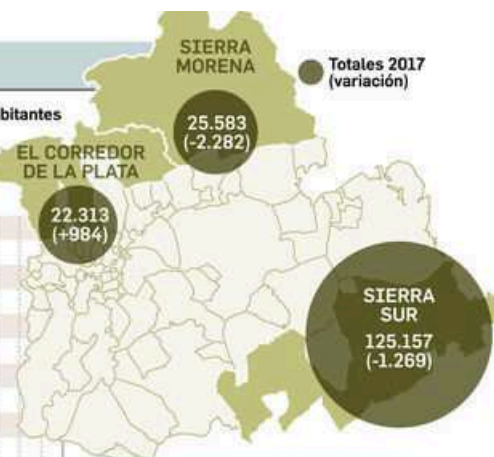 SIERRA
MORENA
Totales 2017
(variación)
bitantes
25.583
(-2.282)
EL CORREDOR
DE LA PLATA
22.313
(+984)
SIERRA
SUR
125.157
(-1.269)